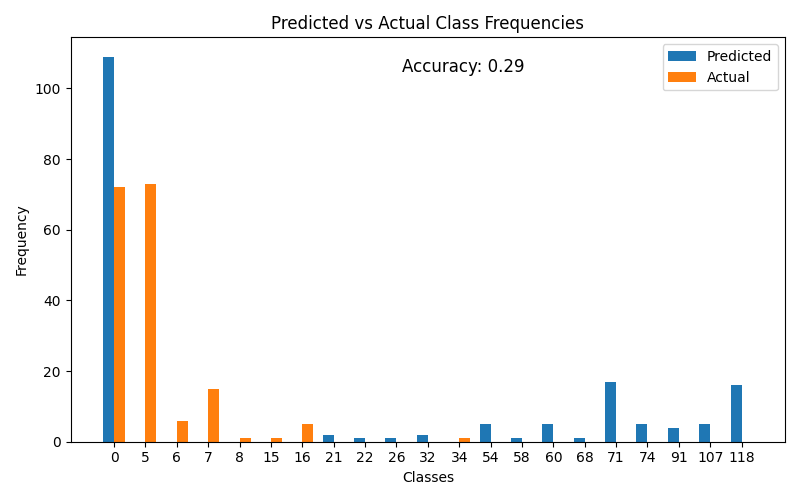 Predicted vs Actual Class Frequencies
Accuracy: 0.29
Predicted
Actual
Frequency
100
80
60
40
20
0
0 5 6 7 8 15 16 21 22 26 32 34 54 58 60 68 71 74 91 107 118
Classes